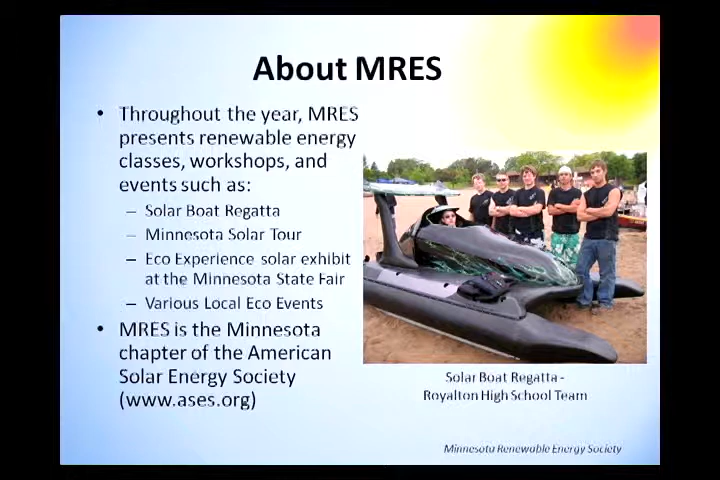 About MRES
• Throughout the year, MRES
presents renewable energy
classes, workshops, and
events such as:
– Solar Boat Regatta
– Minnesota Solar Tour
– Eco Experience solar exhibit
at the Minnesota State Fair
– Various Local Eco Events
• MRES is the Minnesota
chapter of the American
Solar Energy Society
(www.ases.org)
Solar Boat Regatta -
Royalton High School Team
Minnesota Renewable Energy Society